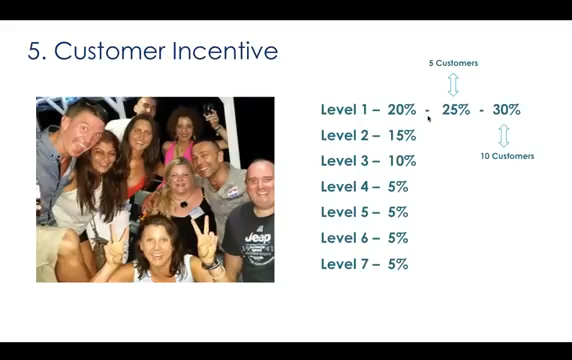 5. Customer Incentive
5 Customers
Level 1 – 20% - 25% - 30%
Level 2 – 15%
Level 3 – 10%
10 Customers
Level 4 – 5%
Level 5 – 5%
Level 6 – 5%
Level 7 – 5%
Jeep